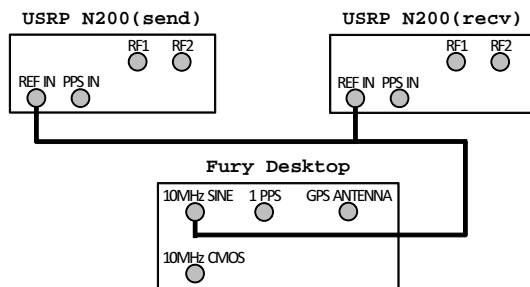 USRP N200(send) USRP N200(recv)
RF1 RF2 RF1 RF2
REF IN PPS IN REF IN PPS IN
Fury Desktop
10MHz SINE 1 PPS GPS ANTENNA
10MHz CMOS